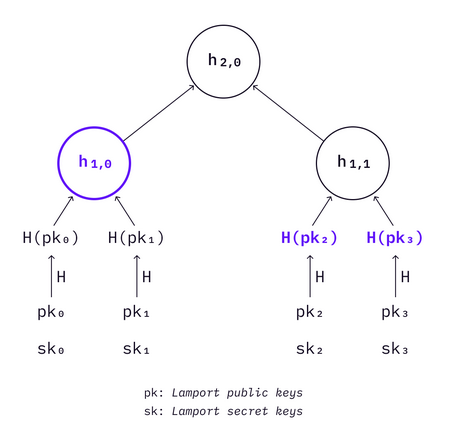 h₂,₀
h₁,₀ h₁,₁
H(pk₀) H(pk₁) H(pk₂) H(pk₃)
H H H H
pk₀ pk₁ pk₂ pk₃
sk₀ sk₁ sk₂ sk₃
pk: Lamport public keys
sk: Lamport secret keys